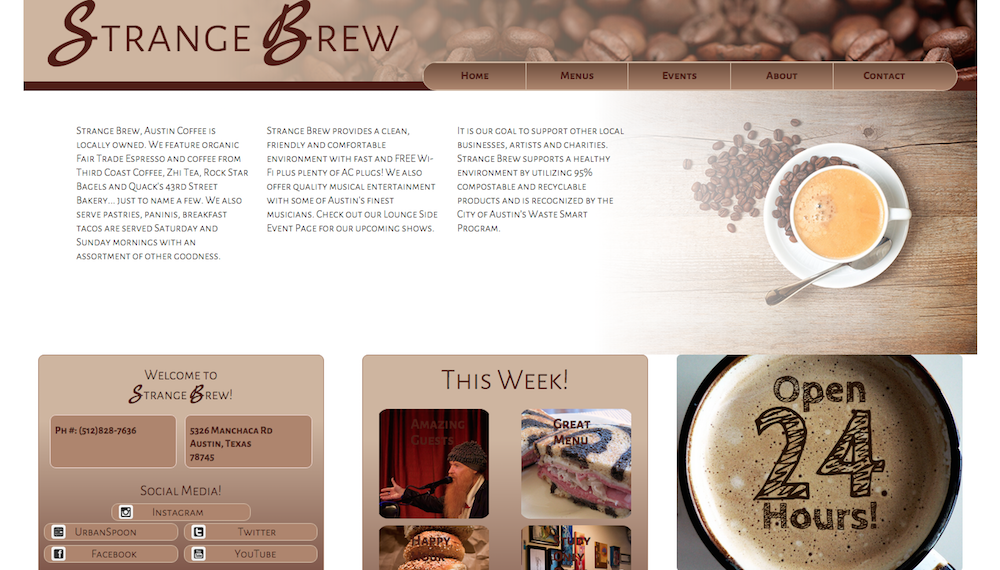 Strange Brew
Home
Menus
Events
About
Contact
Strange Brew, Austin Coffee is
locally owned. We feature organic
Fair Trade Espresso and coffee from
Third Coast Coffee, Zhi Tea, Rock Star
Bagels and Quack's 43rd Street
Bakery... just to name a few. We also
serve pastries, paninis, breakfast
tacos are served Saturday and
Sunday mornings with an
assortment of other goodness.
Strange Brew provides a clean,
friendly and comfortable
environment with fast and FREE Wi-
Fi plus plenty of AC plugs! We also
offer quality musical entertainment
with some of Austin's finest
musicians. Check out our Lounge Side
Event Page for our upcoming shows.
It is our goal to support other local
businesses, artists and charities.
Strange Brew supports a healthy
environment by utilizing 95%
compostable and recyclable
products and is recognized by the
City of Austin's Waste Smart
Program.
Welcome to
Strange Brew!
Ph #: (512)828-7636
5326 Manchaca Rd
Austin, Texas
78745
Social Media!
Instagram
UrbanSpoon
Twitter
Facebook
YouTube
This Week!
Amazing
Guests
Great
Menu
Happy
Hour
Open
24
Hours!